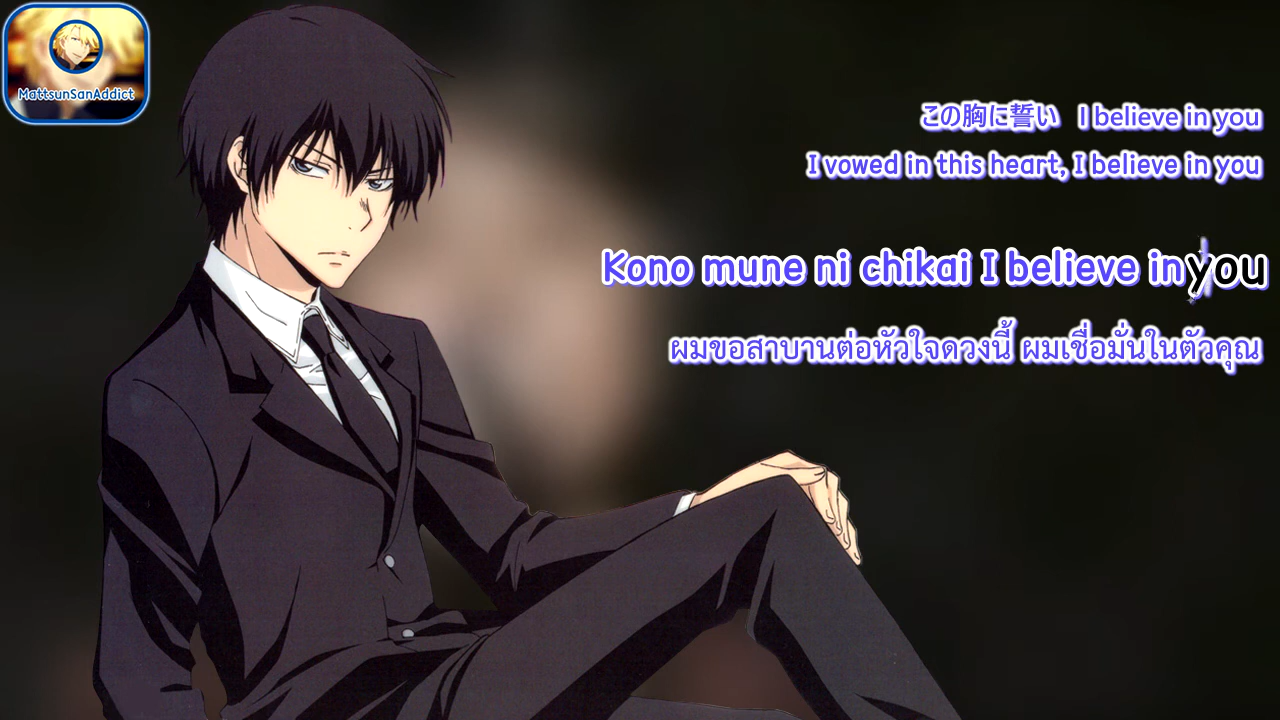 MattsunSanAddict
この胸に誓い I believe in you
I vowed in this heart, I believe in you
Kono mune ni chikai I believe in you
ผมขอสาบานต่อหัวใจดวงนี้ ผมเชื่อมั่นในตัวคุณ